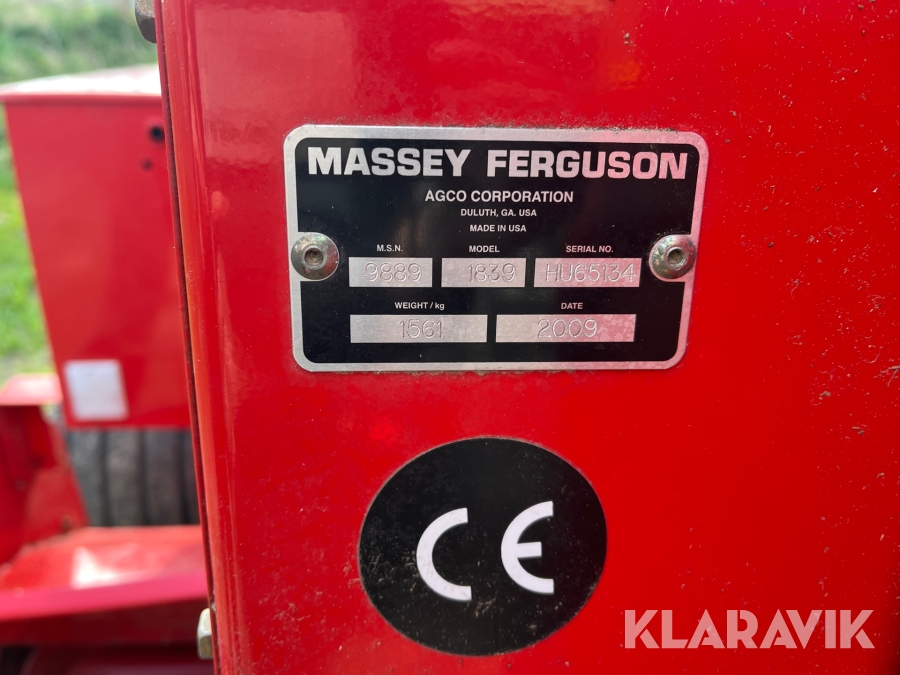 MASSEY FERGUSON
AGCO CORPORATION
DULUTH, GA. USA
MADE IN USA
M.S.N. MODEL SERIAL NO.
9889 1839 HU65134
WEIGHT / kg DATE
1561 2009
CE
KLARAVIK